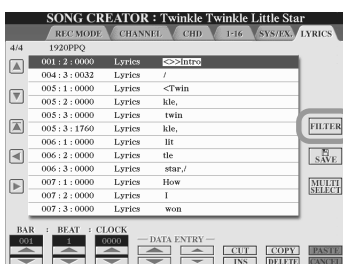 SONG CREATOR : Twinkle Twinkle Little Star
REC MODE CHANNEL CHD 1-16 SYS/EX. LYRICS
4/4 1920PPQ
001 : 2 : 0000 Lyrics <>>Intro
004 : 3 : 0032 Lyrics /
005 : 1 : 0000 Lyrics <Twin
005 : 2 : 0000 Lyrics kle,
005 : 3 : 0000 Lyrics twin
005 : 3 : 1760 Lyrics kle,
006 : 1 : 0000 Lyrics lit
006 : 2 : 0000 Lyrics tle
006 : 3 : 0000 Lyrics star,/
007 : 1 : 0000 Lyrics How
007 : 2 : 0000 Lyrics I
007 : 3 : 0000 Lyrics won
FILTER
SAVE
MULTI
SELECT
BAR : BEAT : CLOCK
001 1 0000
DATA ENTRY
CUT COPY PASTE
INS DELETE CANCEL